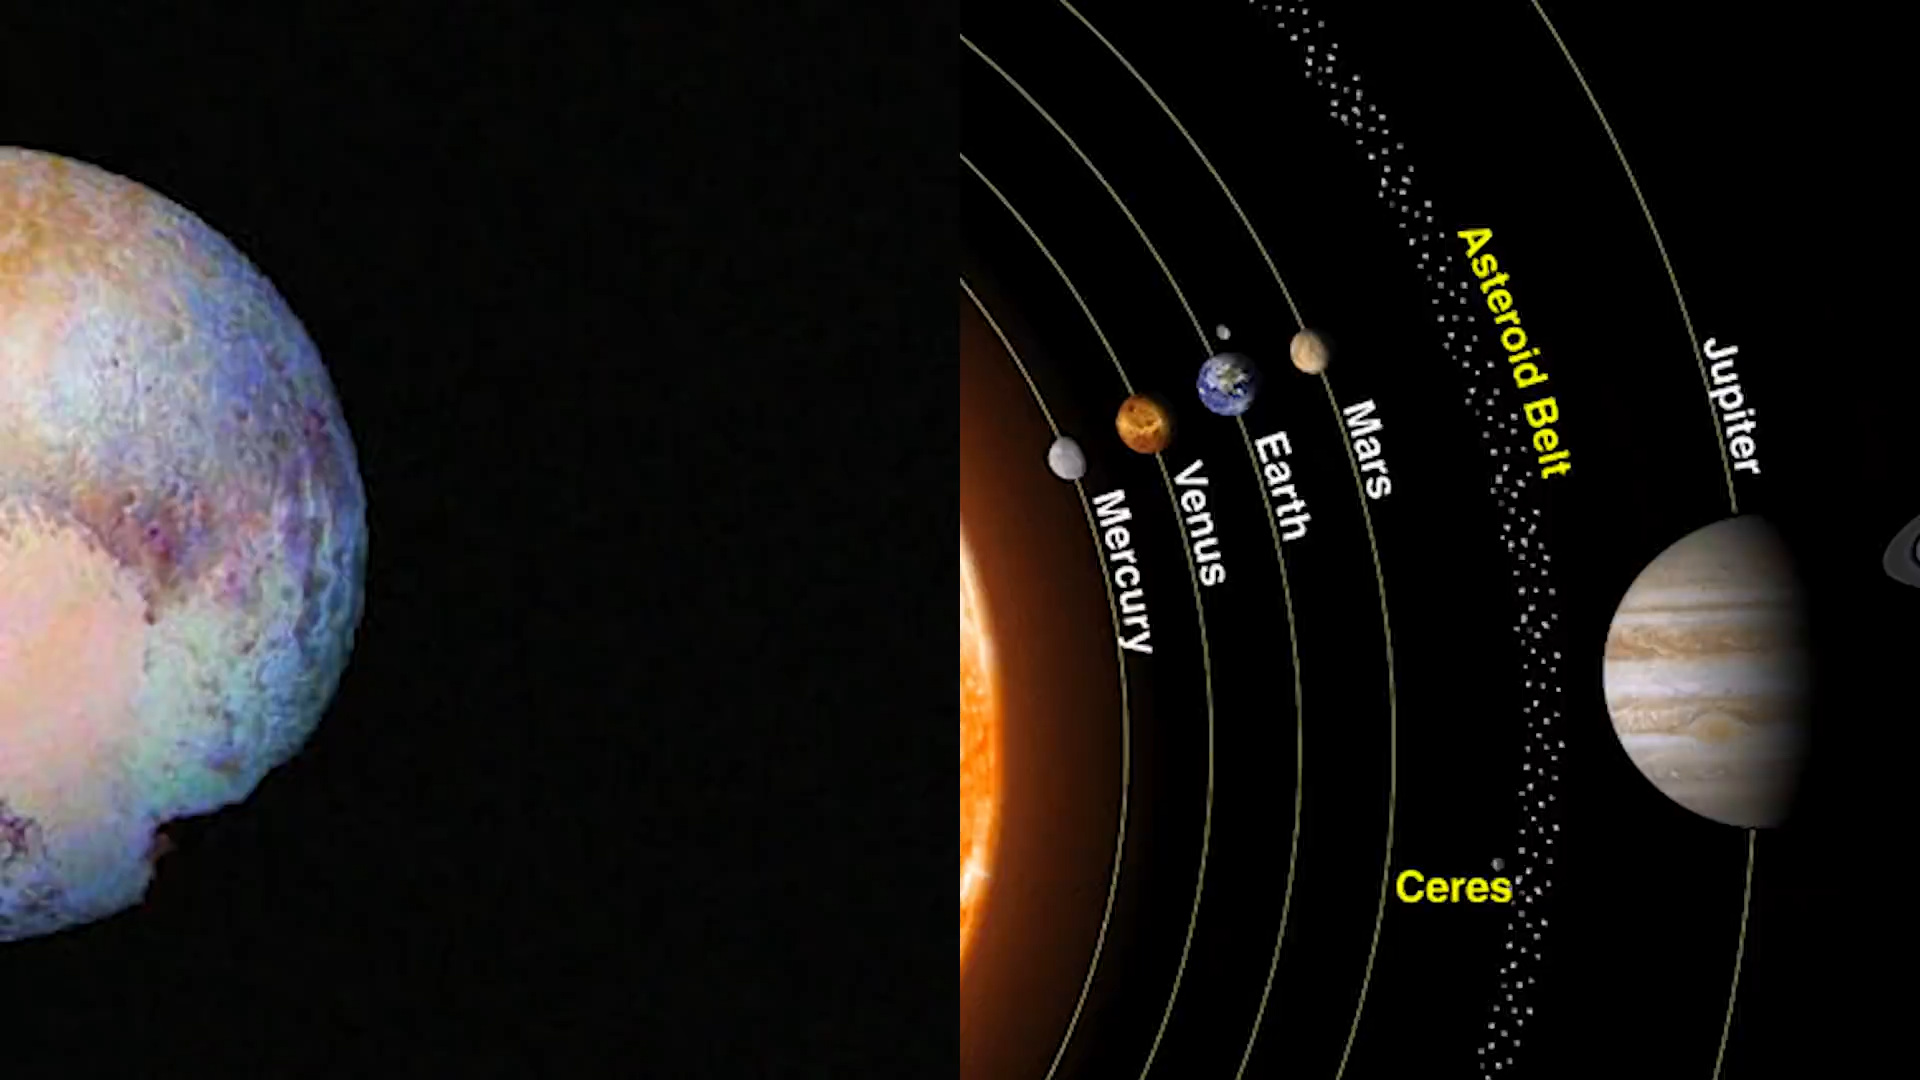 Mercury
Venus
Earth
Mars
Asteroid Belt
Jupiter
Ceres